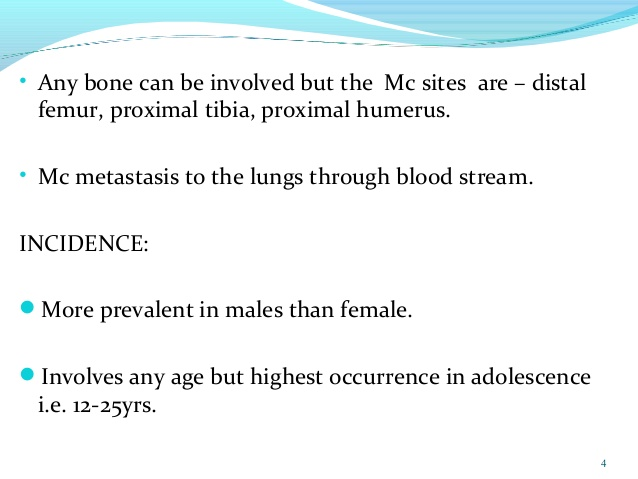 • Any bone can be involved but the  Mc sites  are – distal
femur, proximal tibia, proximal humerus.
• Mc metastasis to the lungs through blood stream.
INCIDENCE:
More prevalent in males than female.
Involves any age but highest occurrence in adolescence
i.e. 12-25yrs.
4